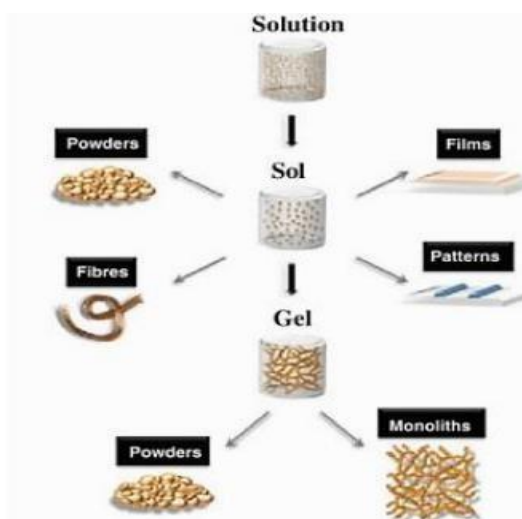 Solution
Powders
Films
Sol
Fibres
Patterns
Gel
Monoliths
Powders